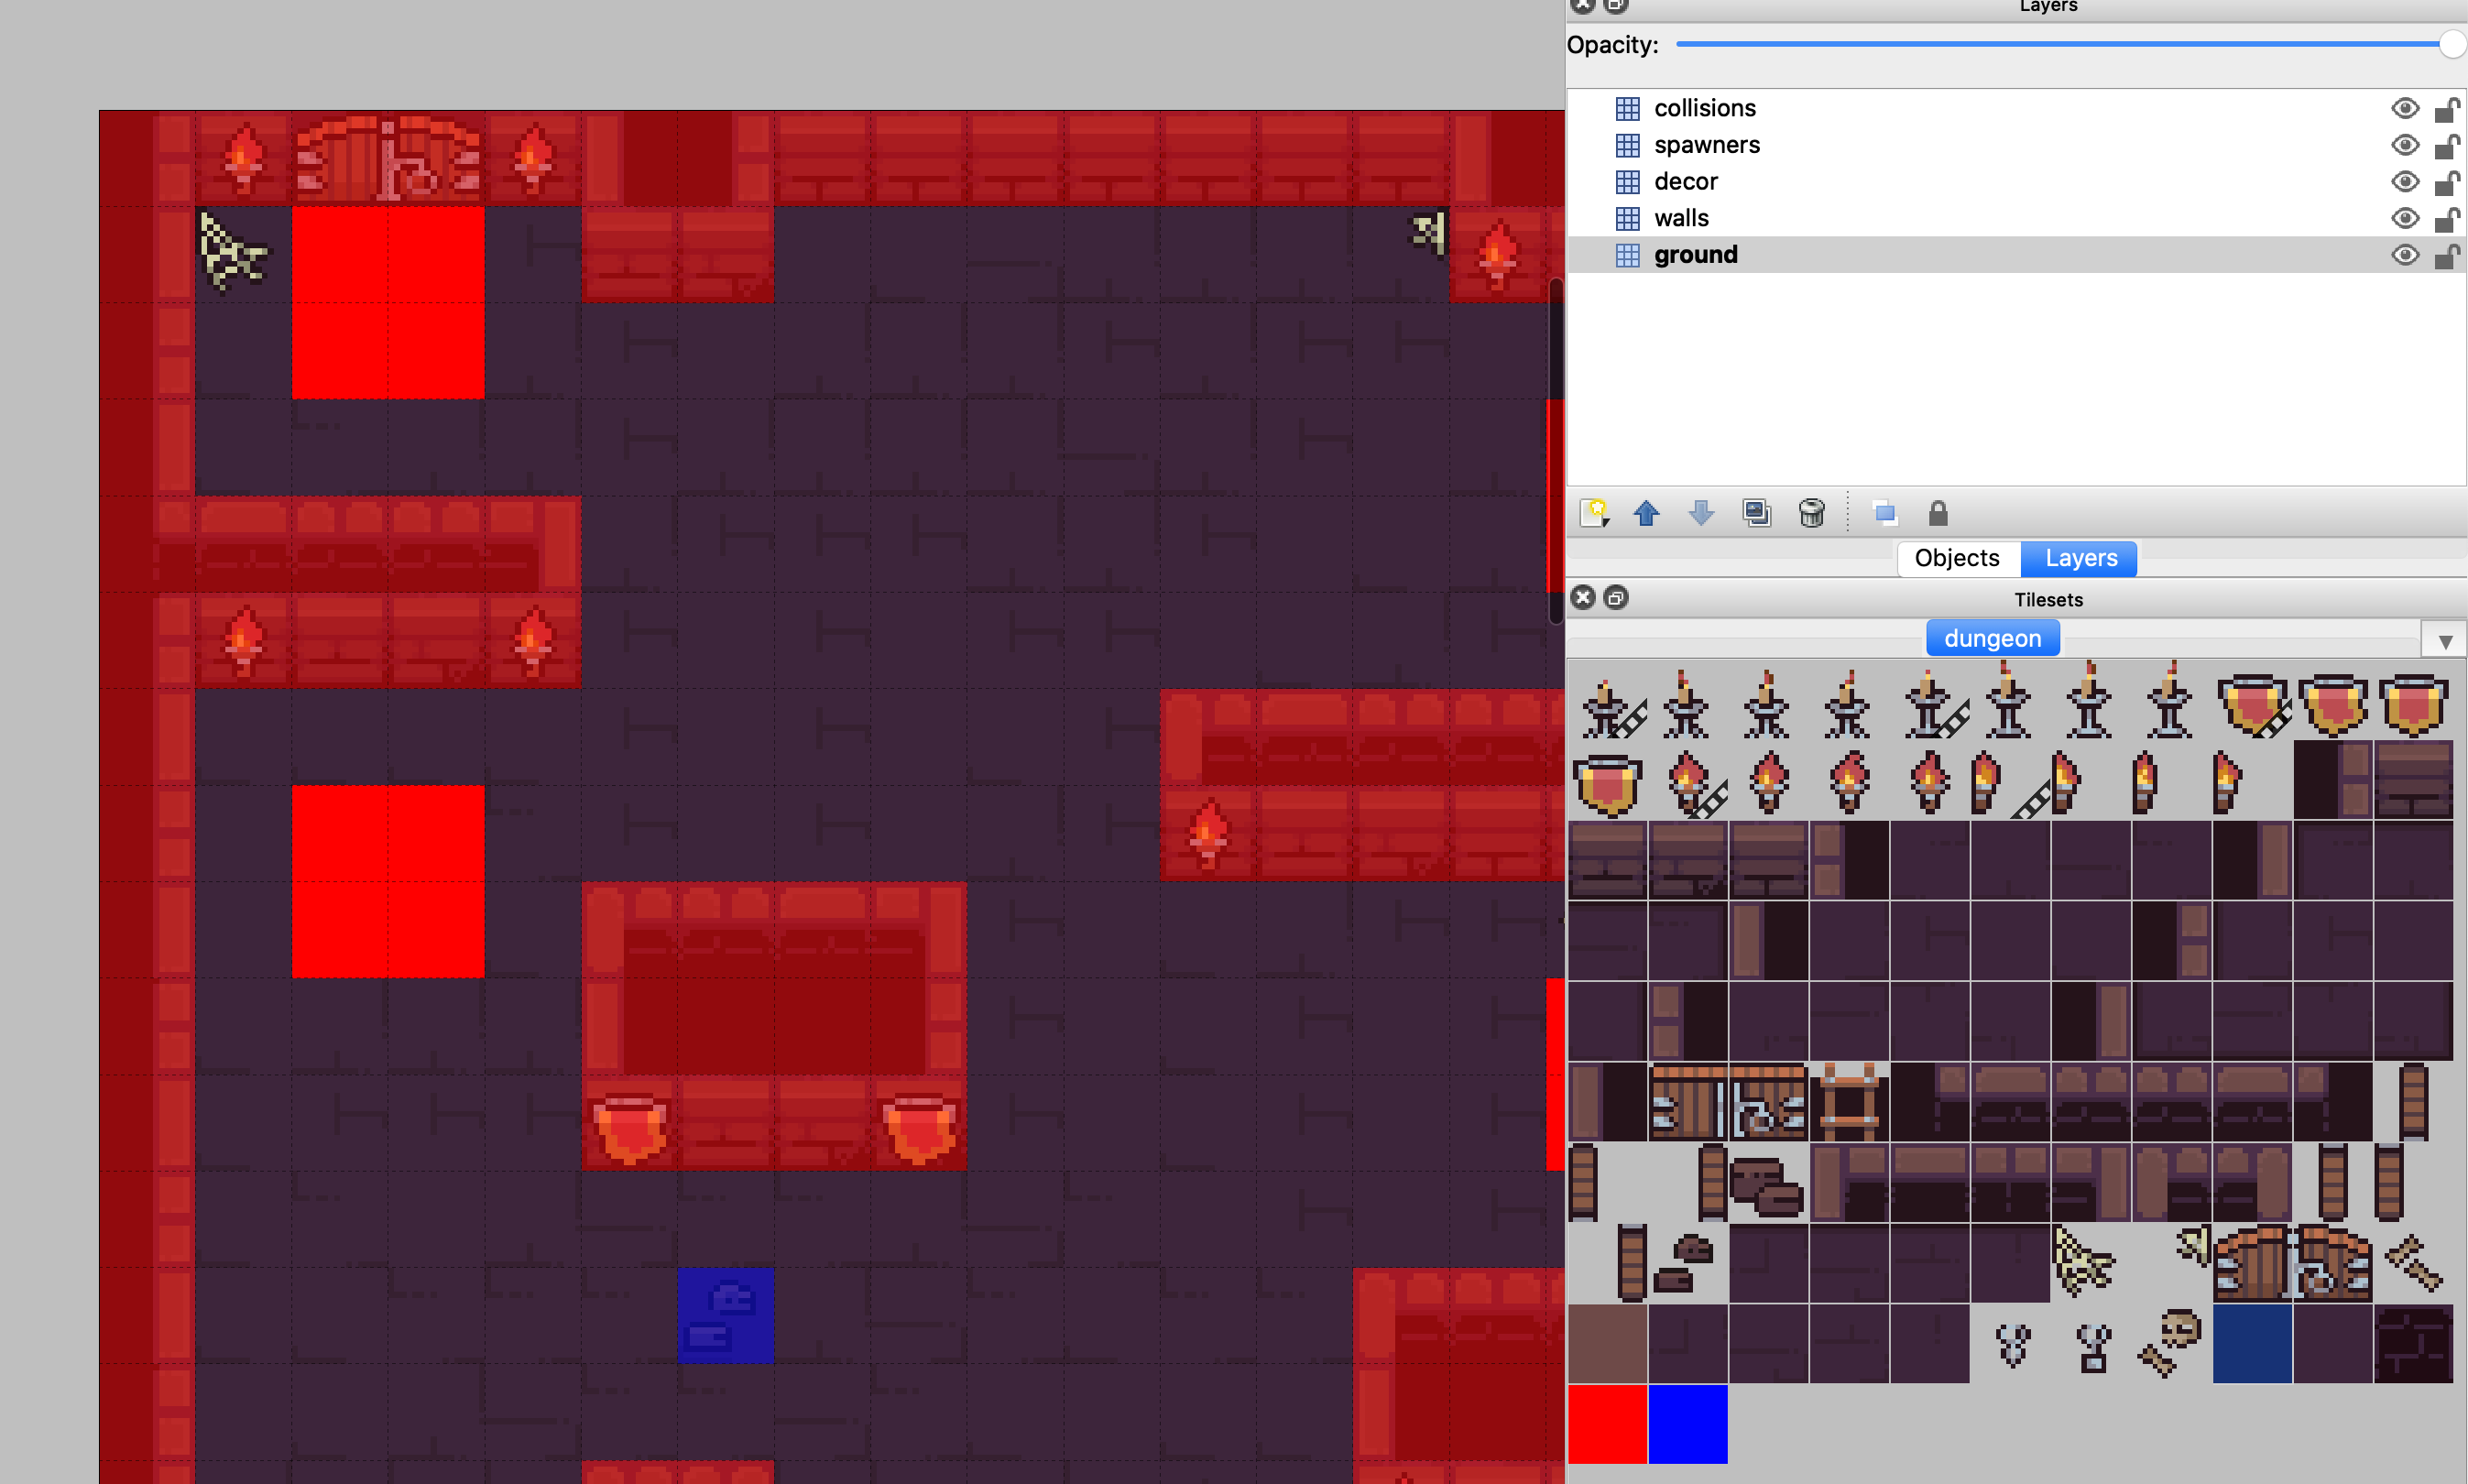 Layers
Opacity:
collisions
spawners
decor
walls
ground
Objects Layers
Tilesets
dungeon